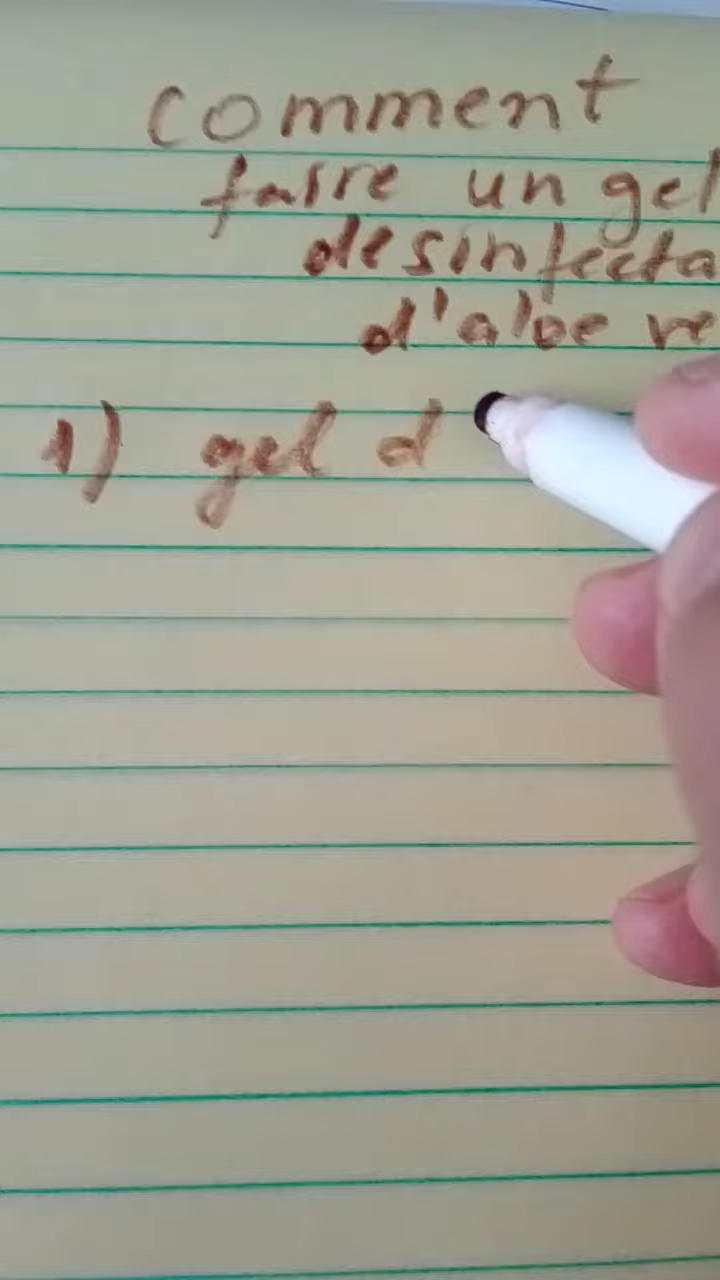 comment
faire un gel
desinfecta
d'aloe ve
1) gel d